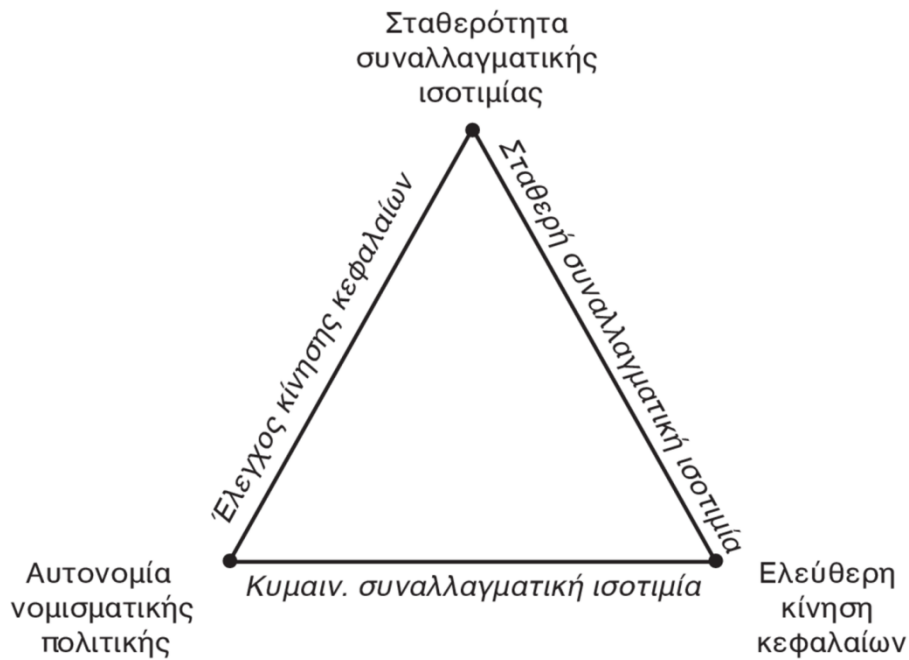 Σταθερότητα
συναλλαγματικής
ισοτιμίας
Έλεγχος κίνησης κεφαλαίων
Σταθερή συναλλαγματική ισοτιμία
Αυτονομία
νομισματικής
πολιτικής
Κυμαιν. συναλλαγματική ισοτιμία
Ελεύθερη
κίνηση
κεφαλαίων